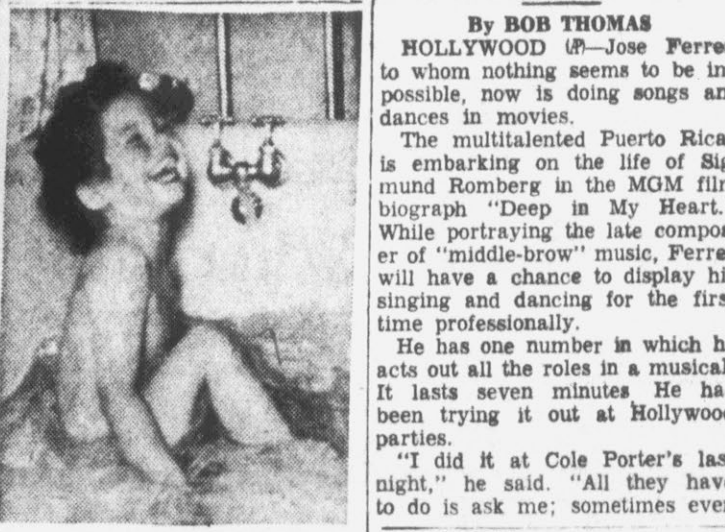 By BOB THOMAS
HOLLYWOOD (AP)—Jose Ferre
to whom nothing seems to be im
possible, now is doing songs an
dances in movies.
The multitalented Puerto Rica
is embarking on the life of Sig
mund Romberg in the MGM film
biograph "Deep in My Heart.
While portraying the late compos
er of "middle-brow" music, Ferre
will have a chance to display hi
singing and dancing for the firs
time professionally.
He has one number in which h
acts out all the roles in a musical
It lasts seven minutes He ha
been trying it out at Hollywoo
parties.
"I did it at Cole Porter's las
night," he said. "All they hav
to do is ask me; sometimes eve